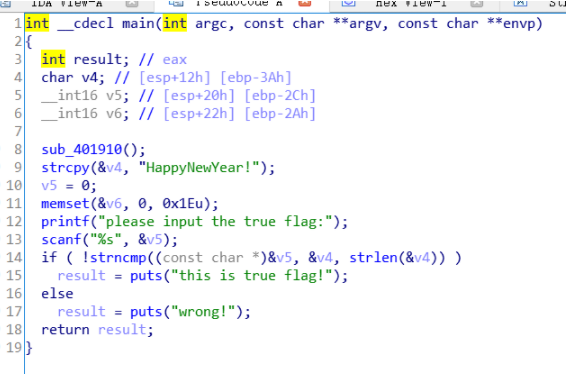 IDA View-A Pseudocode A Hex View-1
1 int __cdecl main(int argc, const char **argv, const char **envp)
2 {
3 int result; // eax
4 char v4; // [esp+12h] [ebp-3Ah]
5 __int16 v5; // [esp+20h] [ebp-2Ch]
6 __int16 v6; // [esp+22h] [ebp-2Ah]
7
8 sub_401910();
9 strcpy(&v4, "HappyNewYear!");
10 v5 = 0;
11 memset(&v6, 0, 0x1Eu);
12 printf("please input the true flag:");
13 scanf("%s", &v5);
14 if ( !strncmp((const char *)&v5, &v4, strlen(&v4)) )
15 result = puts("this is true flag!");
16 else
17 result = puts("wrong!");
18 return result;
19 }